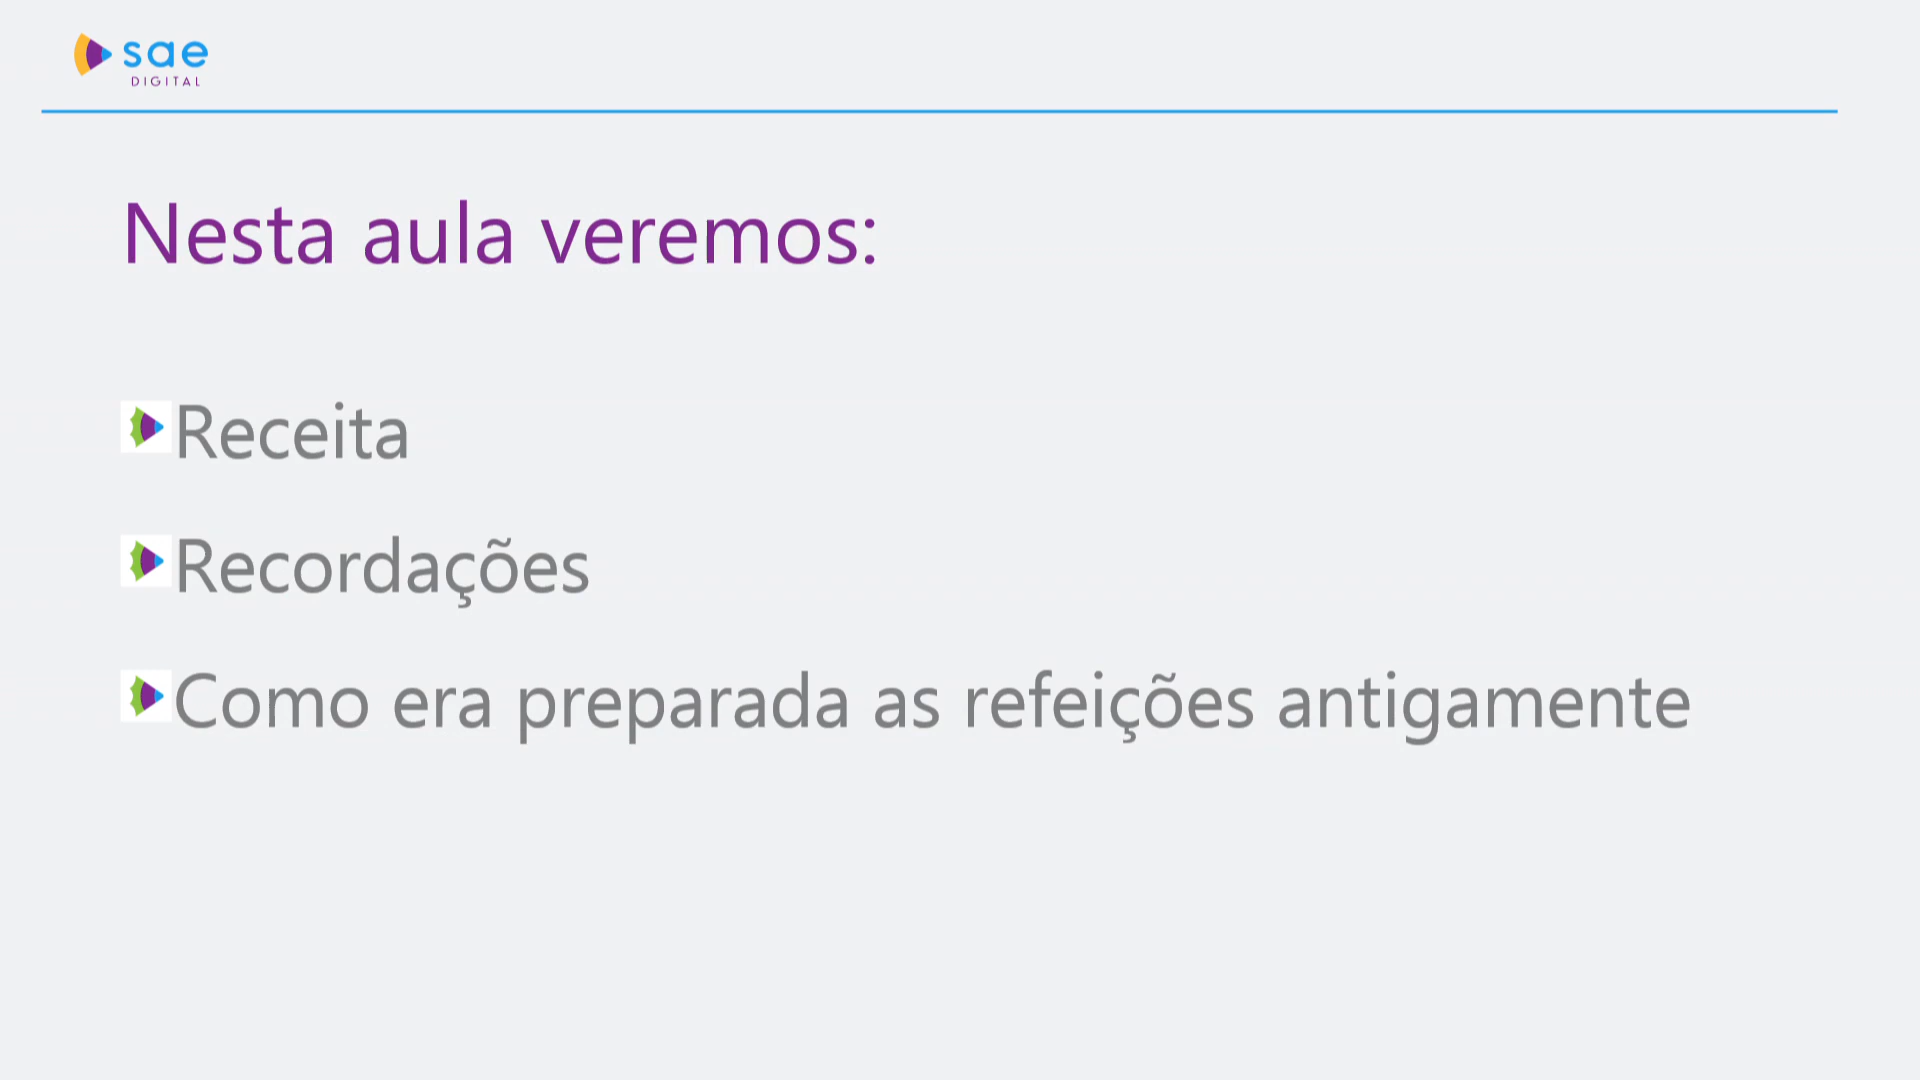 sae
DIGITAL
Nesta aula veremos:
Receita
Recordações
Como era preparada as refeições antigamente